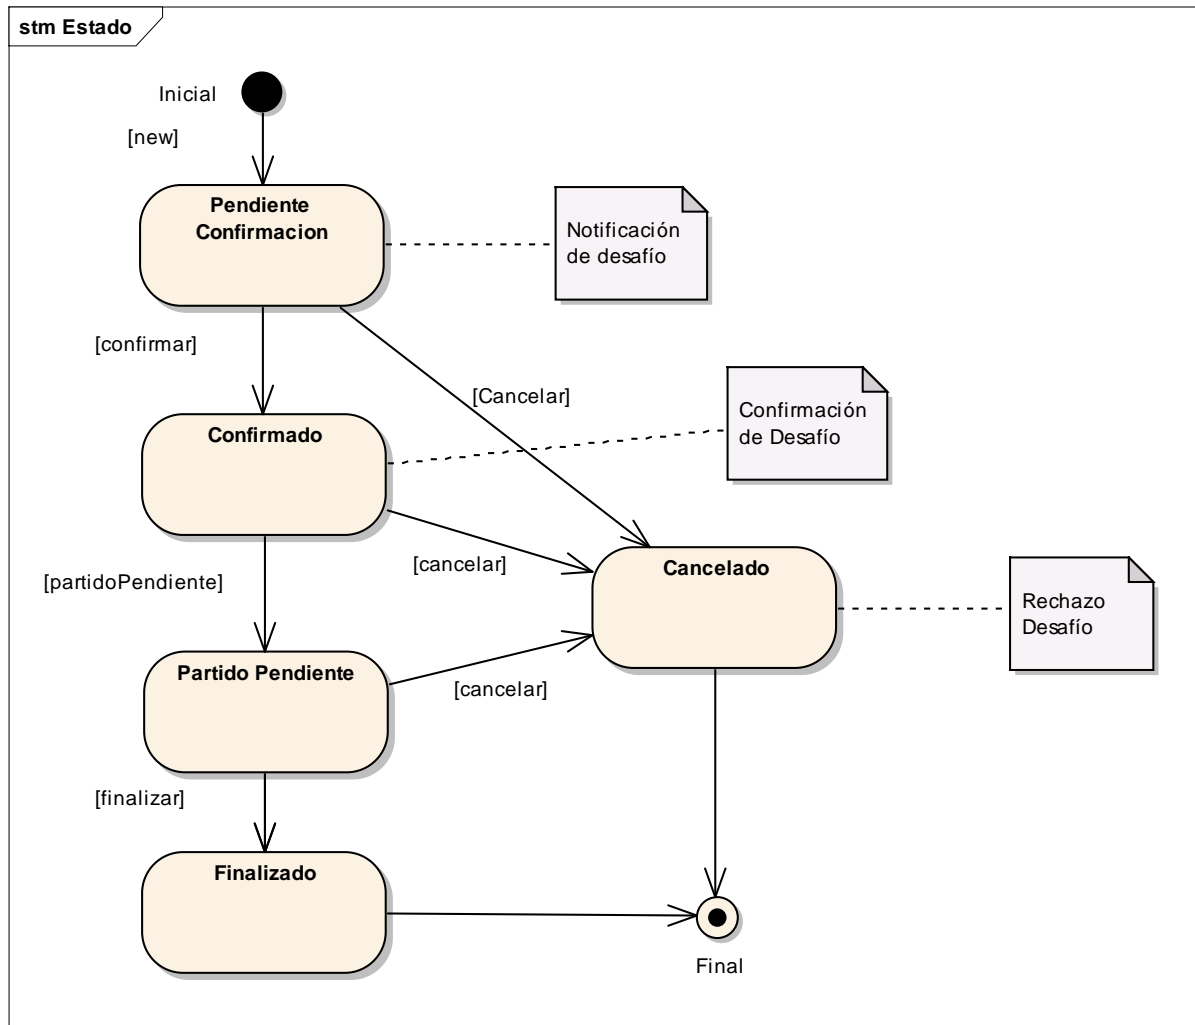 stm Estado
Inicial
[new]
Pendiente
Confirmacion
Notificación
de desafío
[confirmar]
[Cancelar]
Confirmación
de Desafío
Confirmado
[cancelar]
[partidoPendiente]
Cancelado
Rechazo
Desafío
Partido Pendiente
[cancelar]
[finalizar]
Finalizado
Final